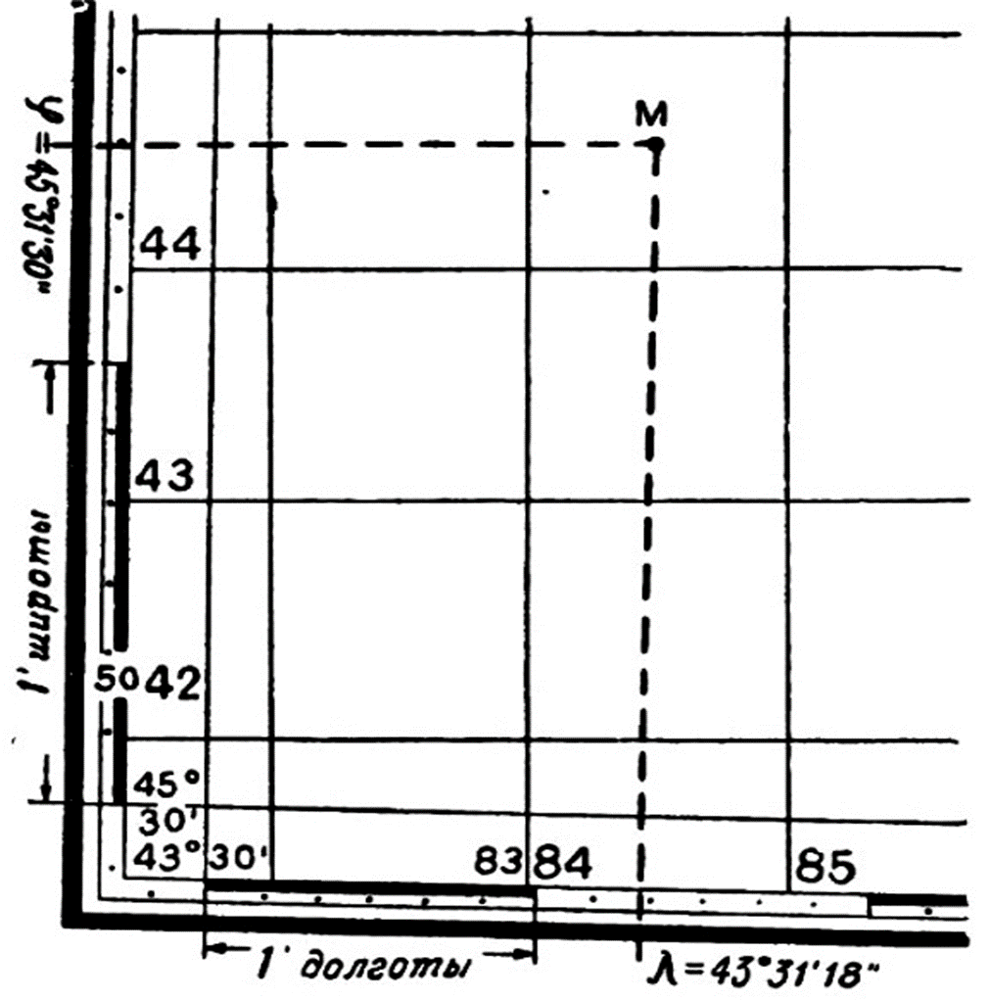 М
φ = 45°31'30"
44
43
1' широты
50 42
45°
30'
43° 30'
83 84
85
1' долготы
λ = 43°31'18"